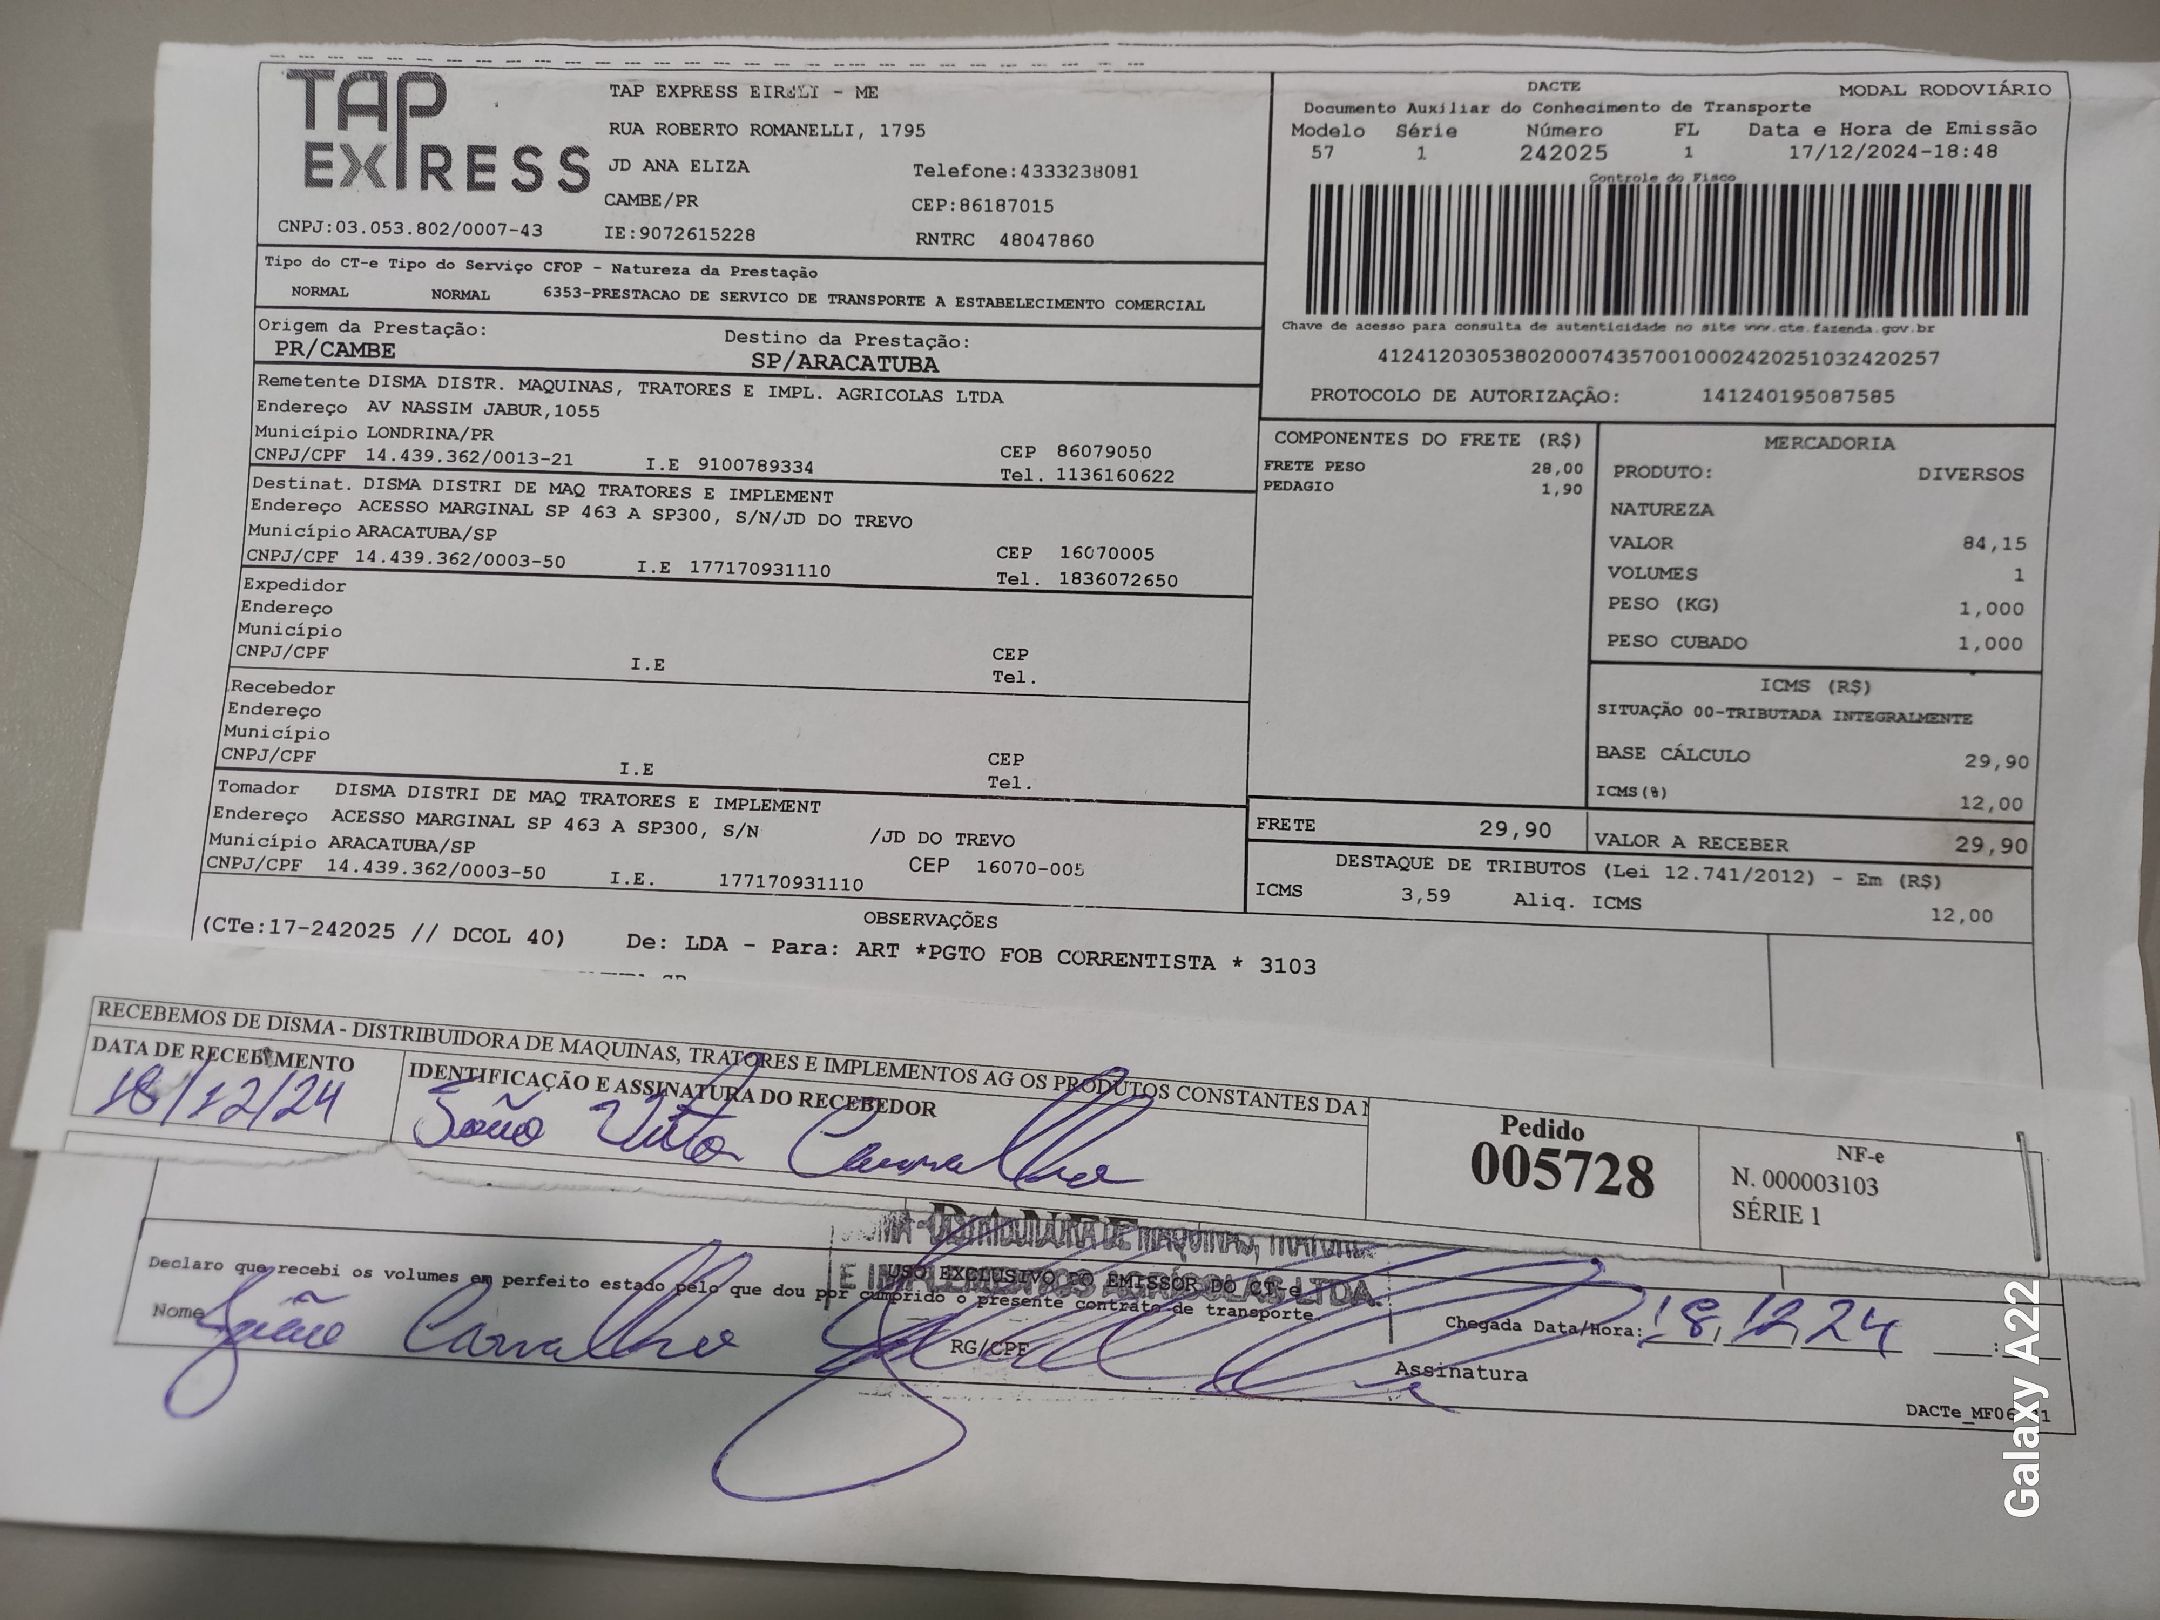 TAP EXPRESS
TAP EXPRESS EIRELI - ME
RUA ROBERTO ROMANELLI, 1795
JD ANA ELIZA
Telefone:4333238081
CAMBE/PR
CEP:86187015
CNPJ:03.053.802/0007-43
IE:9072615228
RNTRC 48047860
DACTE
MODAL RODOVIÁRIO
Documento Auxiliar do Conhecimento de Transporte
Modelo Série Número FL Data e Hora de Emissão
57 1 242025 1 17/12/2024-18:48
Controle do Fisco
Chave de acesso para consulta de autenticidade no site www.cte.fazenda.gov.br
41241203053802000743570010002420251032420257
PROTOCOLO DE AUTORIZAÇÃO: 141240195087585
Tipo do CT-e Tipo do Serviço CFOP - Natureza da Prestação
NORMAL NORMAL 6353-PRESTACAO DE SERVICO DE TRANSPORTE A ESTABELECIMENTO COMERCIAL
Origem da Prestação: Destino da Prestação:
PR/CAMBE SP/ARACATUBA
Remetente DISMA DISTR. MAQUINAS, TRATORES E IMPL. AGRICOLAS LTDA
Endereço AV NASSIM JABUR,1055
Município LONDRINA/PR CEP 86079050
CNPJ/CPF 14.439.362/0013-21 I.E 9100789334 Tel. 1136160622
Destinat. DISMA DISTRI DE MAQ TRATORES E IMPLEMENT
Endereço ACESSO MARGINAL SP 463 A SP300, S/N/JD DO TREVO
Município ARACATUBA/SP CEP 16070005
CNPJ/CPF 14.439.362/0003-50 I.E 177170931110 Tel. 1836072650
Expedidor
Endereço
Município CEP
CNPJ/CPF I.E Tel.
Recebedor
Endereço
Município CEP
CNPJ/CPF I.E Tel.
Tomador DISMA DISTRI DE MAQ TRATORES E IMPLEMENT
Endereço ACESSO MARGINAL SP 463 A SP300, S/N /JD DO TREVO
Município ARACATUBA/SP CEP 16070-005
CNPJ/CPF 14.439.362/0003-50 I.E. 177170931110
COMPONENTES DO FRETE (R$)
FRETE PESO 28,00
PEDAGIO 1,90
MERCADORIA
PRODUTO: DIVERSOS
NATUREZA
VALOR 84,15
VOLUMES 1
PESO (KG) 1,000
PESO CUBADO 1,000
ICMS (R$)
SITUAÇÃO 00-TRIBUTADA INTEGRALMENTE
BASE CÁLCULO 29,90
ICMS(%) 12,00
FRETE 29,90 VALOR A RECEBER 29,90
DESTAQUE DE TRIBUTOS (Lei 12.741/2012) - Em (R$)
ICMS 3,59 Aliq. ICMS 12,00
OBSERVAÇÕES
(CTe:17-242025 // DCOL 40) De: LDA - Para: ART *PGTO FOB CORRENTISTA * 3103
RECEBEMOS DE DISMA - DISTRIBUIDORA DE MAQUINAS, TRATORES E IMPLEMENTOS AG OS PRODUTOS CONSTANTES DA
DATA DE RECEBIMENTO
18/12/24
IDENTIFICAÇÃO E ASSINATURA DO RECEBEDOR
João Vitor Carvalho
Pedido
005728
NF-e
N. 000003103
SÉRIE 1
DISTRIBUIDORA DE MAQUINAS,
E IMPLEMENTOS AGRÍCOLAS LTDA.
USO EXCLUSIVO DO EMISSOR DO CT-e
Declaro que recebi os volumes em perfeito estado pelo que dou por cumprido o presente contrato de transporte
Nome João Carvalho
RG/CPF
Chegada Data/Hora: 18/12/24 __:__
Assinatura
Galaxy A22